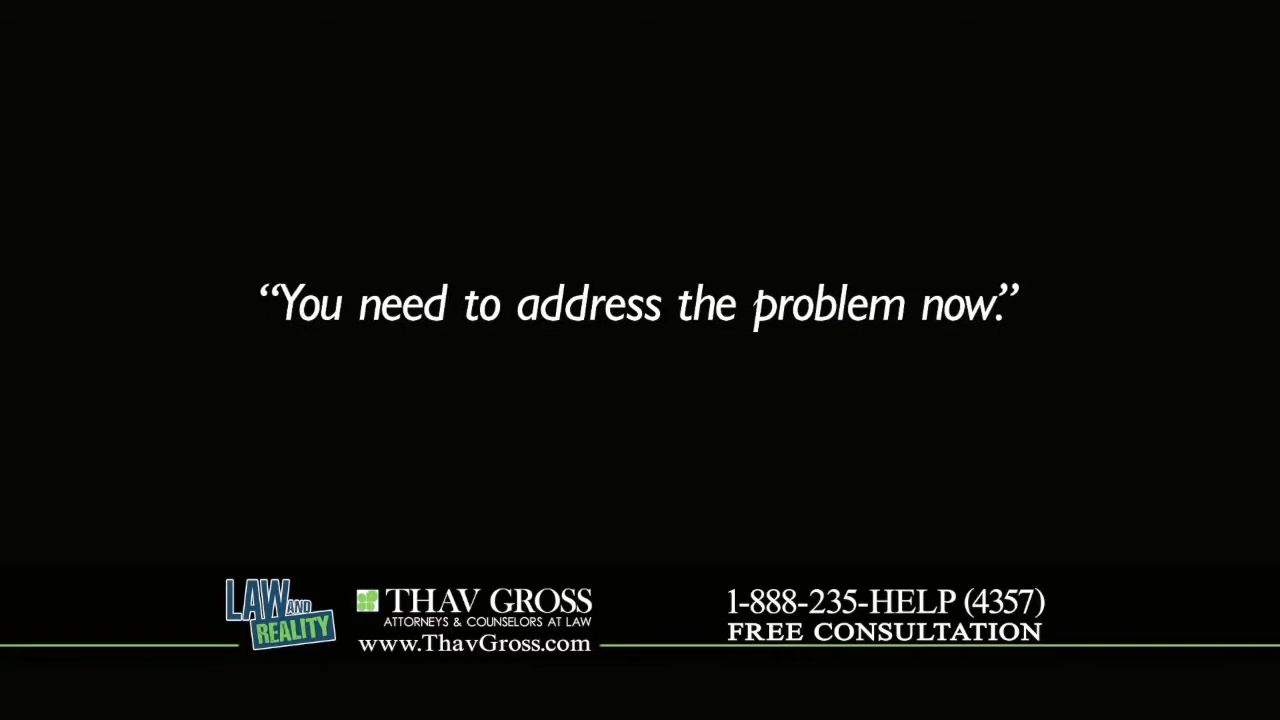 “You need to address the problem now.”
LAW AND REALITY
THAV GROSS
ATTORNEYS & COUNSELORS AT LAW
www.ThavGross.com
1-888-235-HELP (4357)
FREE CONSULTATION